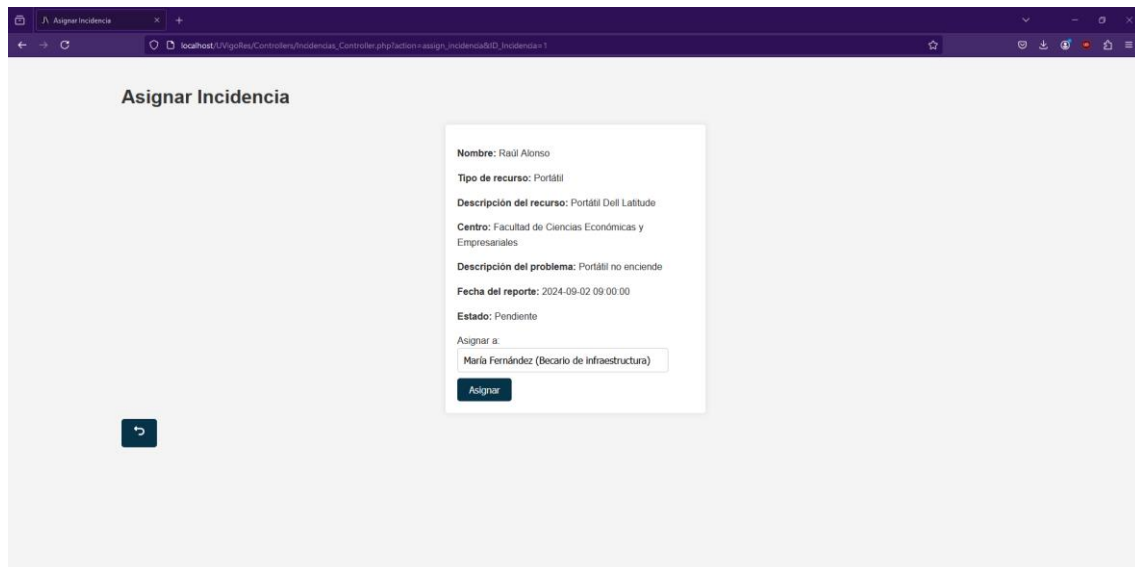 Asignar Incidencia
localhost/UVigoRes/Controllers/Incidencias_Controller.php?action=assign_incidencia&ID_Incidencia=1
Asignar Incidencia
Nombre: Raúl Alonso
Tipo de recurso: Portátil
Descripción del recurso: Portátil Dell Latitude
Centro: Facultad de Ciencias Económicas y
Empresariales
Descripción del problema: Portátil no enciende
Fecha del reporte: 2024-09-02 09:00:00
Estado: Pendiente
Asignar a:
María Fernández (Becario de infraestructura)
Asignar